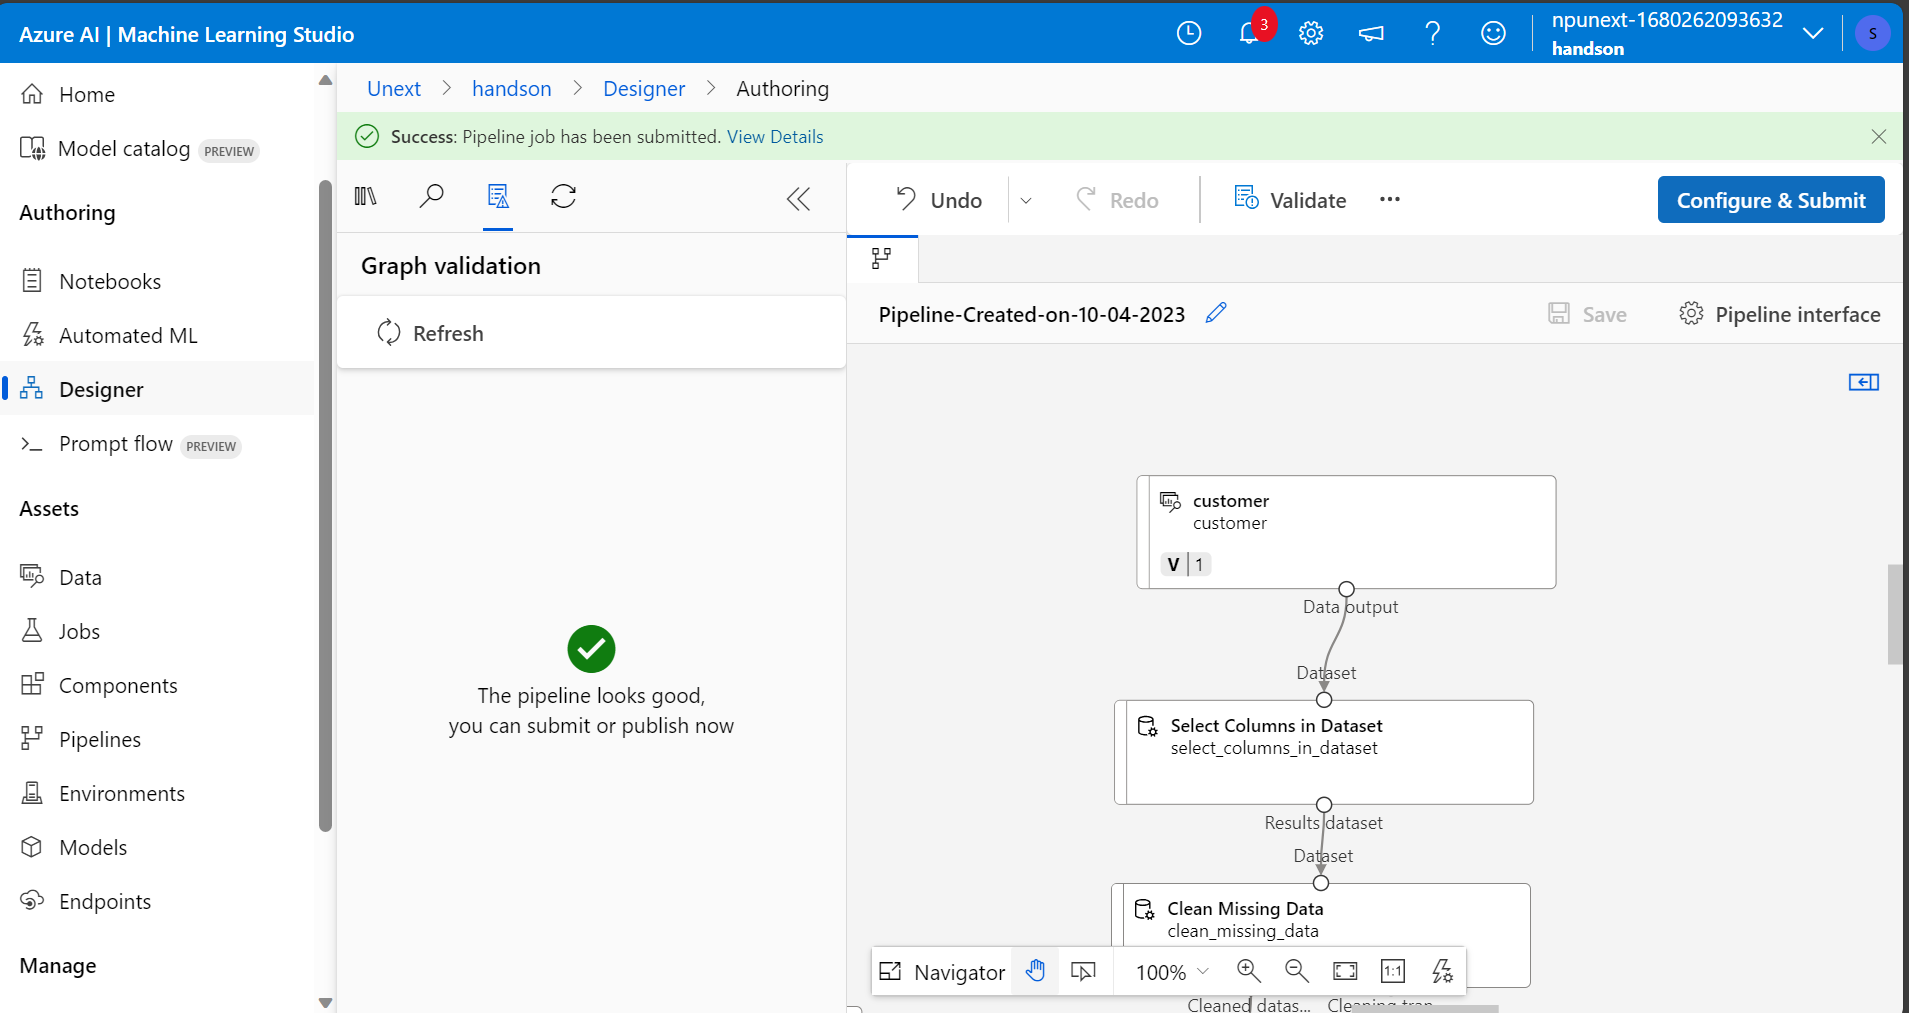 Azure AI | Machine Learning Studio
3
npunext-1680262093632
handson
S
Home
Model catalog PREVIEW
Authoring
Notebooks
Automated ML
Designer
Prompt flow PREVIEW
Assets
Data
Jobs
Components
Pipelines
Environments
Models
Endpoints
Manage
Unext > handson > Designer > Authoring
Success: Pipeline job has been submitted. View Details
Graph validation
Refresh
The pipeline looks good,
you can submit or publish now
Undo
Redo
Validate
Configure & Submit
Pipeline-Created-on-10-04-2023
Save
Pipeline interface
customer
customer
V 1
Data output
Dataset
Select Columns in Dataset
select_columns_in_dataset
Results dataset
Dataset
Clean Missing Data
clean_missing_data
Navigator
100%
1:1
Cleaned datas...
Cleaning